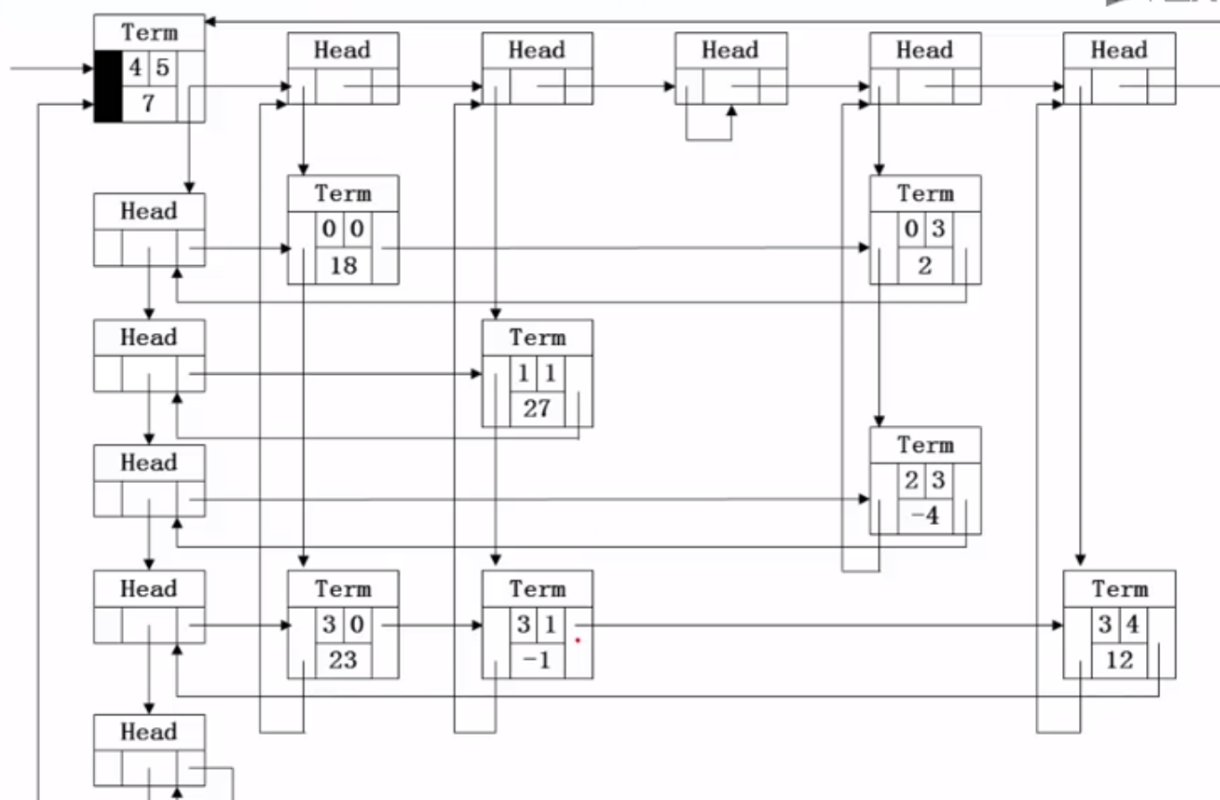 Term
4 5
7
Head
Head
Head
Head
Head
Head
Term
0 0
18
Term
0 3
2
Head
Term
1 1
27
Head
Term
2 3
-4
Head
Term
3 0
23
Term
3 1
-1
Term
3 4
12
Head